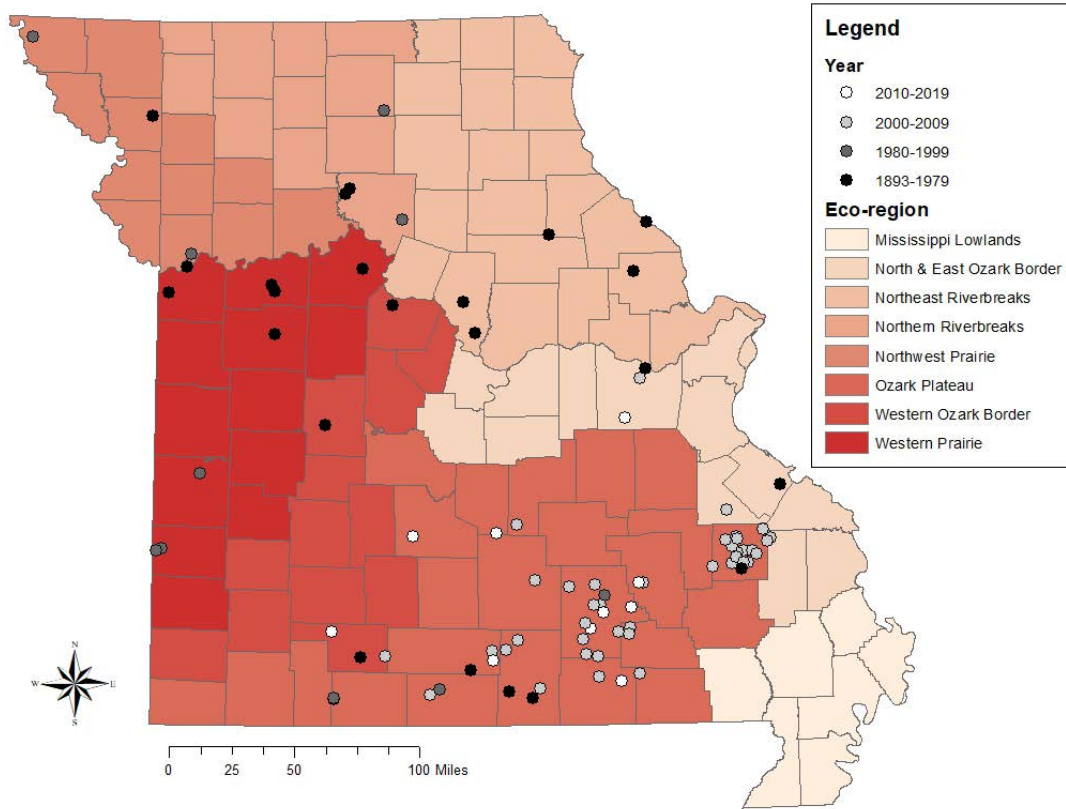 Legend
Year
2010-2019
2000-2009
1980-1999
1893-1979
Eco-region
Mississippi Lowlands
North & East Ozark Border
Northeast Riverbreaks
Northern Riverbreaks
Northwest Prairie
Ozark Plateau
Western Ozark Border
Western Prairie
N
W E
S
0 25 50 100 Miles